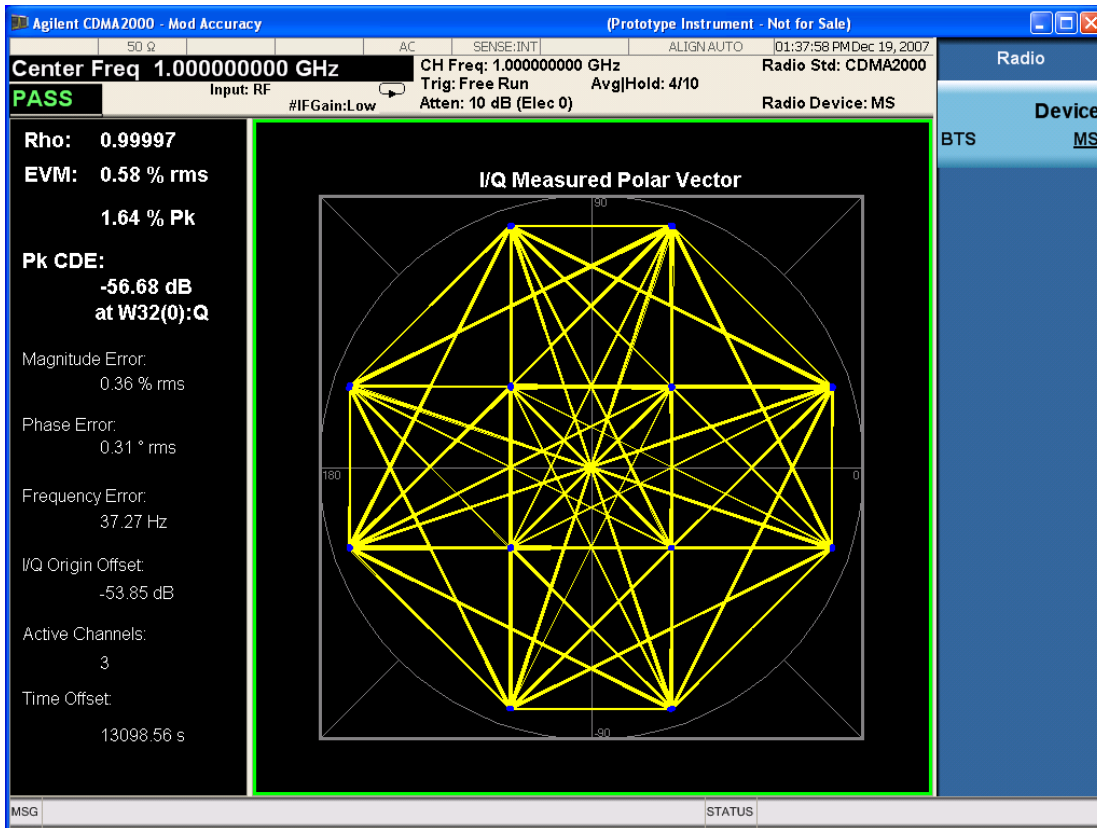 Agilent CDMA2000 - Mod Accuracy (Prototype Instrument - Not for Sale)
50 Ω AC SENSE:INT ALIGN AUTO 01:37:58 PM Dec 19, 2007
Center Freq 1.000000000 GHz
CH Freq: 1.000000000 GHz Radio Std: CDMA2000
Input: RF Trig: Free Run Avg|Hold: 4/10
PASS #IFGain:Low Atten: 10 dB (Elec 0) Radio Device: MS
Radio
Device
BTS MS
Rho: 0.99997
EVM: 0.58 % rms
1.64 % Pk
Pk CDE:
-56.68 dB
at W32(0):Q
Magnitude Error:
0.36 % rms
Phase Error:
0.31 ° rms
Frequency Error:
37.27 Hz
I/Q Origin Offset:
-53.85 dB
Active Channels:
3
Time Offset:
13098.56 s
I/Q Measured Polar Vector
90
180 0
-90
MSG STATUS